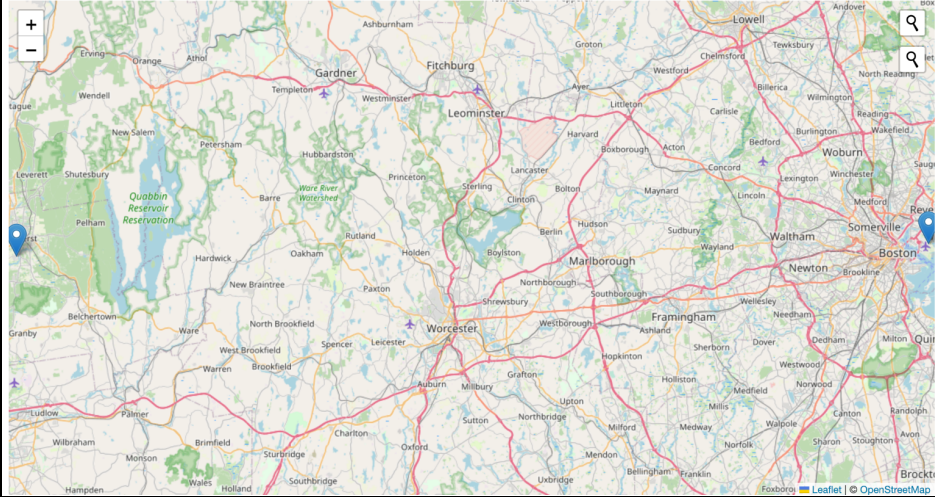 +
−
Ashburnham
Lowell
Andover
Tewksbury
Erving
Orange
Athol
Groton
Chelmsford
Gardner
Fitchburg
Westford
North Reading
Templeton
Westminster
Ayer
Billerica
Wendell
Littleton
Wilmington
Leominster
Carlisle
Reading
New Salem
Petersham
Harvard
Burlington
Wakefield
Bedford
Hubbardston
Boxborough
Acton
Woburn
Leverett
Shutesbury
Princeton
Lancaster
Concord
Lexington
Winchester
Sterling
Bolton
Maynard
Lincoln
Quabbin
Reservoir
Reservation
Ware River
Watershed
Barre
Clinton
Medford
Pelham
Hudson
Sudbury
Somerville
Rutland
Berlin
Waltham
Wayland
Oakham
Holden
Boylston
Boston
Hardwick
Marlborough
Newton
Brookline
New Braintree
Paxton
Northborough
Southborough
Shrewsbury
Wellesley
Belchertown
Framingham
Needham
Granby
Ware
North Brookfield
Worcester
Westborough
Ashland
Dedham
Milton
Spencer
Leicester
Sherborn
Dover
West Brookfield
Hopkinton
Westwood
Warren
Brookfield
Grafton
Holliston
Norwood
Auburn
Millbury
Medfield
Upton
Millis
Canton
Randolph
Ludlow
Palmer
Sutton
Northbridge
Walpole
Milford
Medway
Charlton
Avon
Wilbraham
Brimfield
Oxford
Norfolk
Sharon
Stoughton
Monson
Sturbridge
Mendon
Bellingham
Franklin
Wales
Holland
Southbridge
Uxbridge
Hampden
Leaflet | © OpenStreetMap